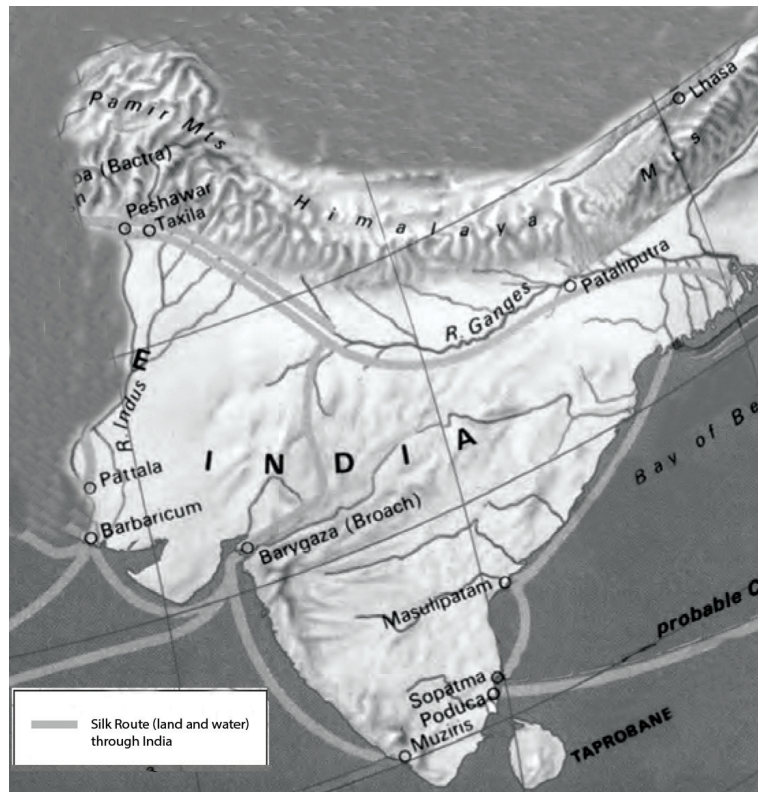 Lhasa
Pamir Mts
(Bactra)
Peshawar
Taxila
Himalaya Mts
Pataliputra
R. Ganges
E
R. Indus
INDIA
Pattala
Bay of Be
Barbaricum
Barygaza (Broach)
Masulipatam
probable C
Sopatma
Poduca
Muziris
TAPROBANE
Silk Route (land and water)
through India